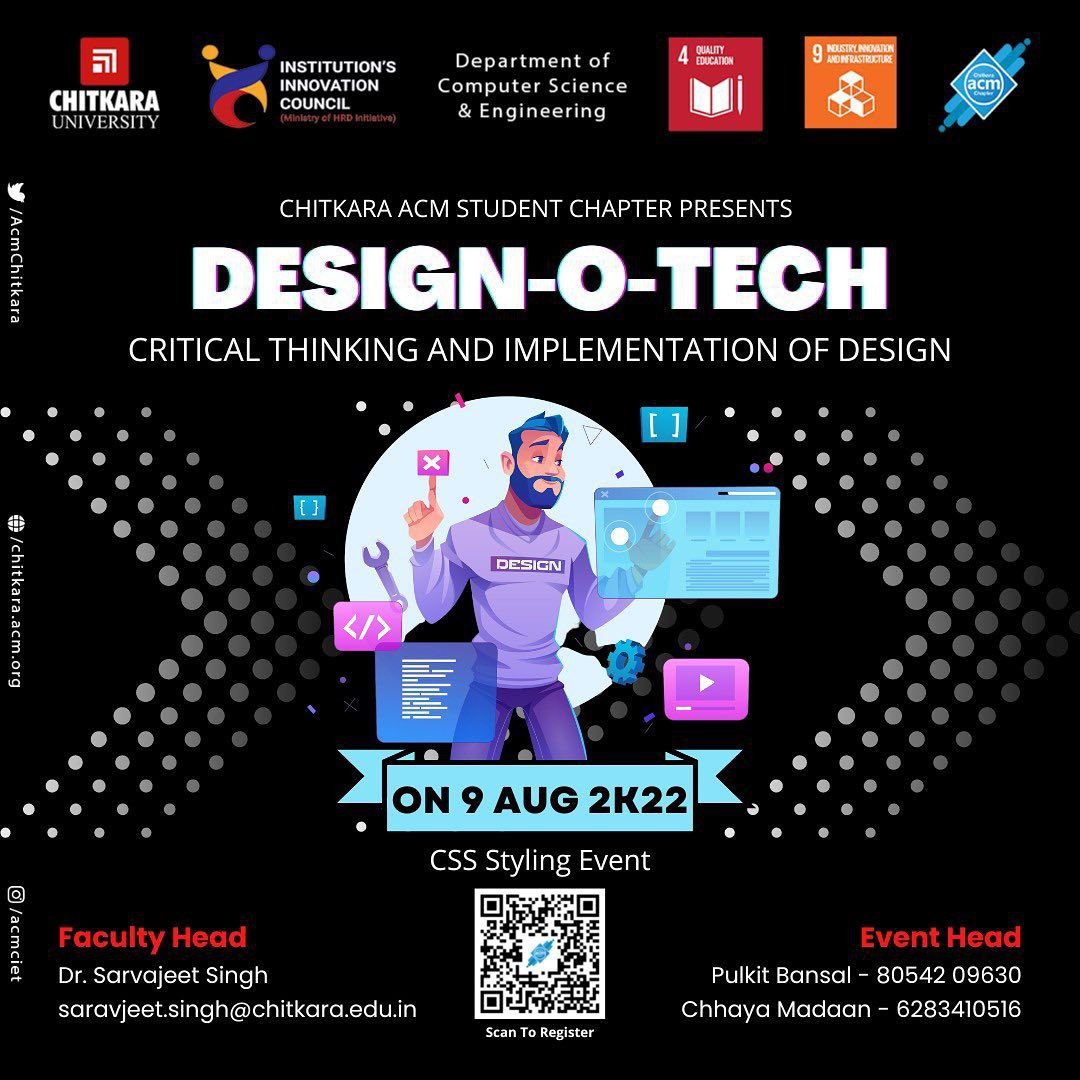 CHITKARA
UNIVERSITY
INSTITUTION'S
INNOVATION
COUNCIL
(Ministry of HRD Initiative)
Department of
Computer Science
& Engineering
4 QUALITY
EDUCATION
9 INDUSTRY, INNOVATION
AND INFRASTRUCTURE
Chitkara
acm
Chapter
/AcmChitkara
CHITKARA ACM STUDENT CHAPTER PRESENTS
DESIGN-O-TECH
CRITICAL THINKING AND IMPLEMENTATION OF DESIGN
[ ]
[ ]
DESIGN
</>
/chitkara.acm.org
ON 9 AUG 2K22
CSS Styling Event
/acmciet
Faculty Head
Dr. Sarvajeet Singh
saravjeet.singh@chitkara.edu.in
Scan To Register
Event Head
Pulkit Bansal - 80542 09630
Chhaya Madaan - 6283410516